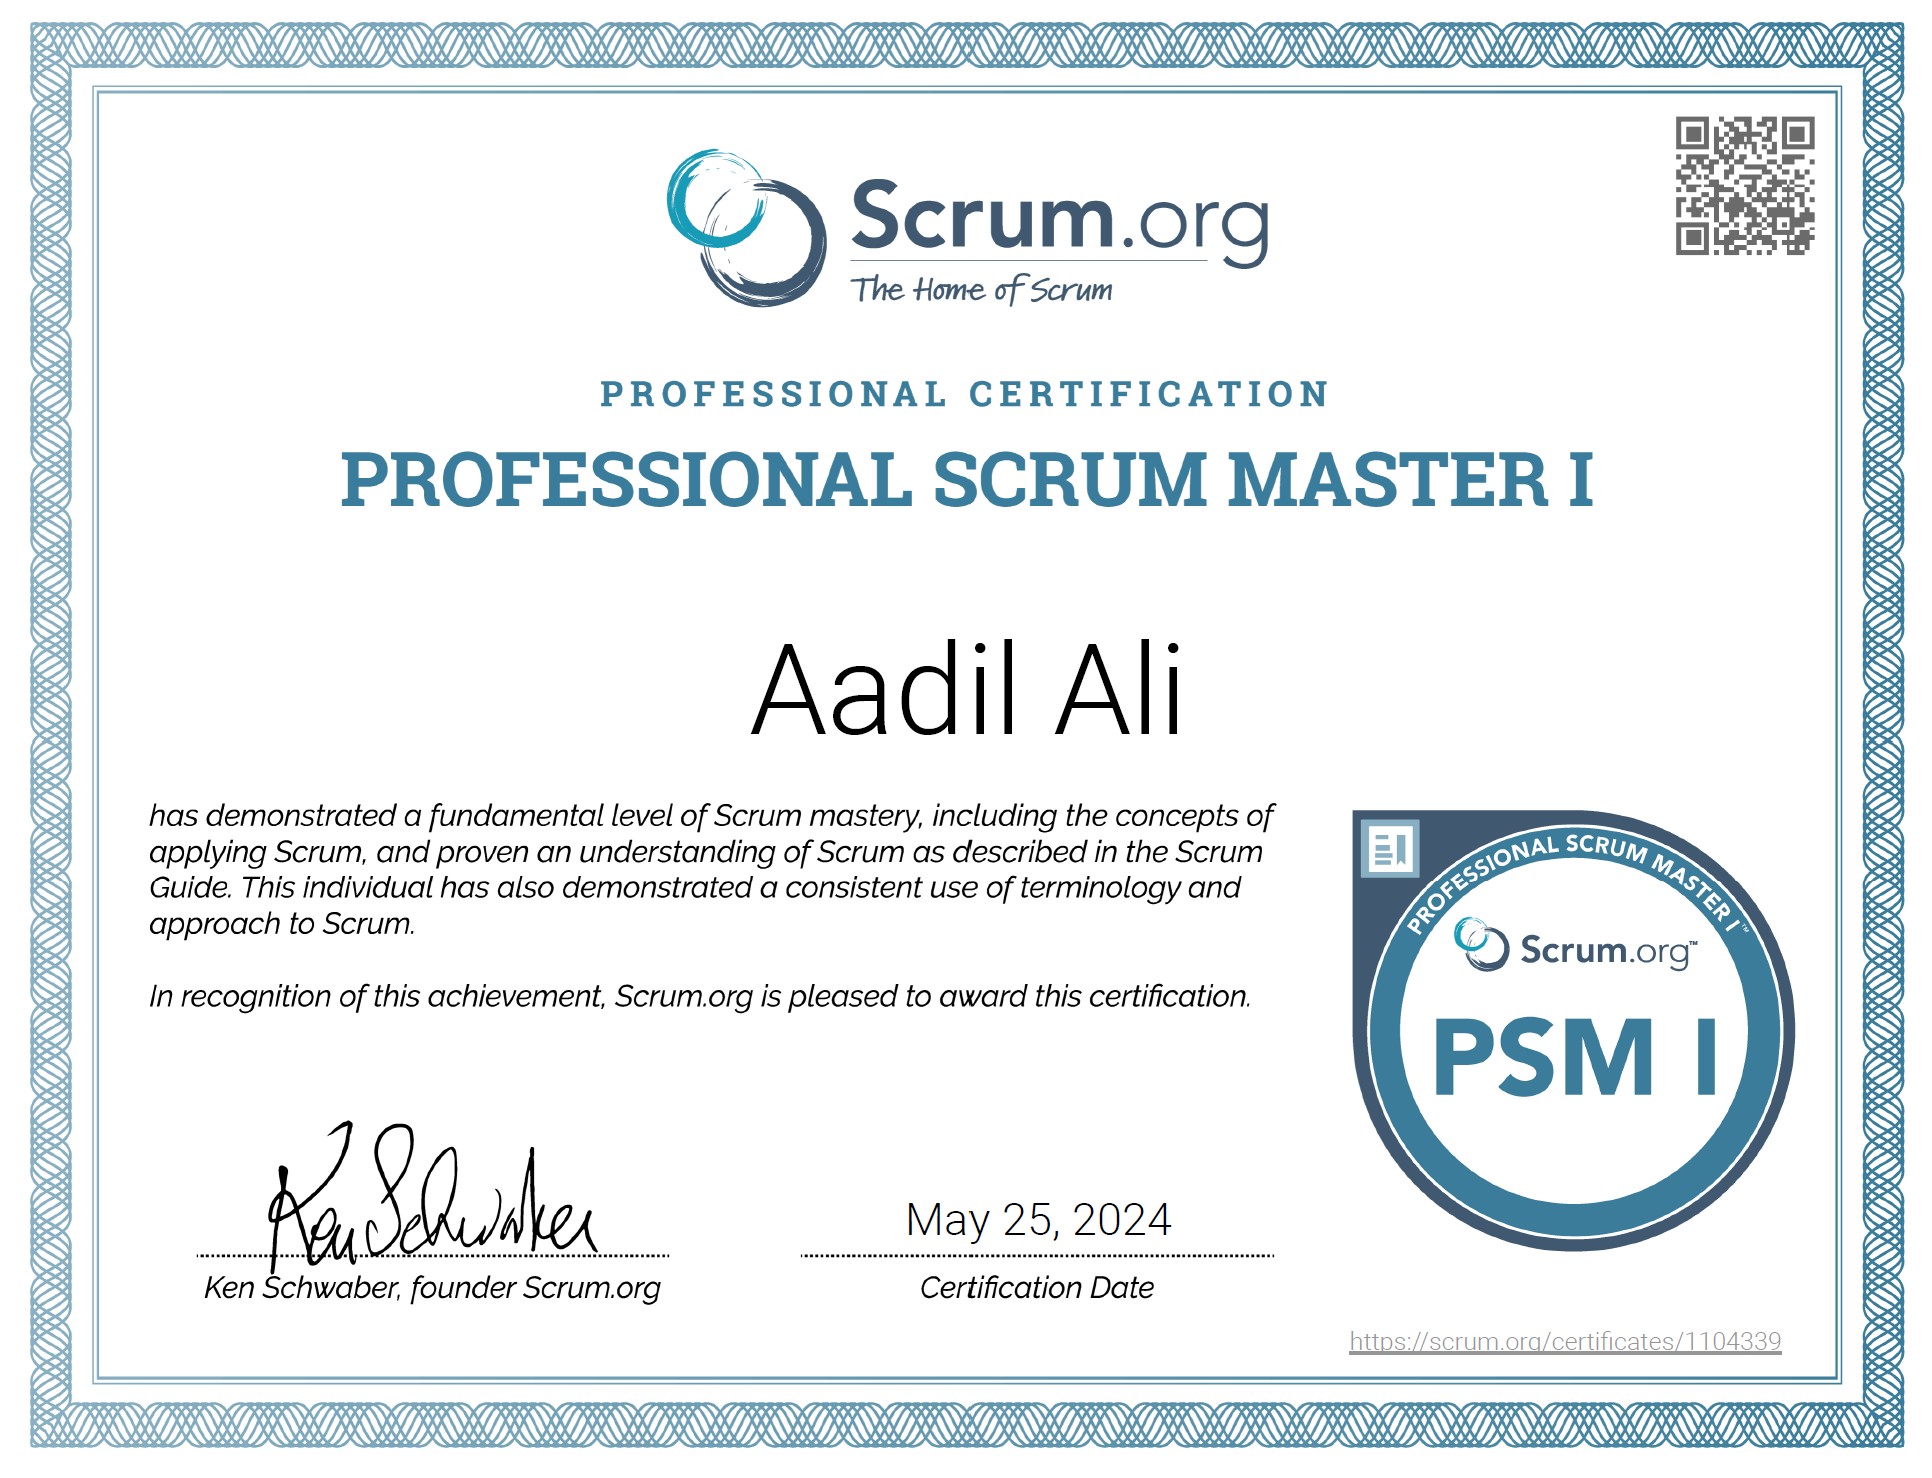 Scrum.org
The Home of Scrum
PROFESSIONAL CERTIFICATION
PROFESSIONAL SCRUM MASTER I
Aadil Ali
has demonstrated a fundamental level of Scrum mastery, including the concepts of
applying Scrum, and proven an understanding of Scrum as described in the Scrum
Guide. This individual has also demonstrated a consistent use of terminology and
approach to Scrum.
In recognition of this achievement, Scrum.org is pleased to award this certification.
PROFESSIONAL SCRUM MASTER I™
Scrum.org™
PSM I
Ken Schwaber
Ken Schwaber, founder Scrum.org
May 25, 2024
Certification Date
https://scrum.org/certificates/1104339